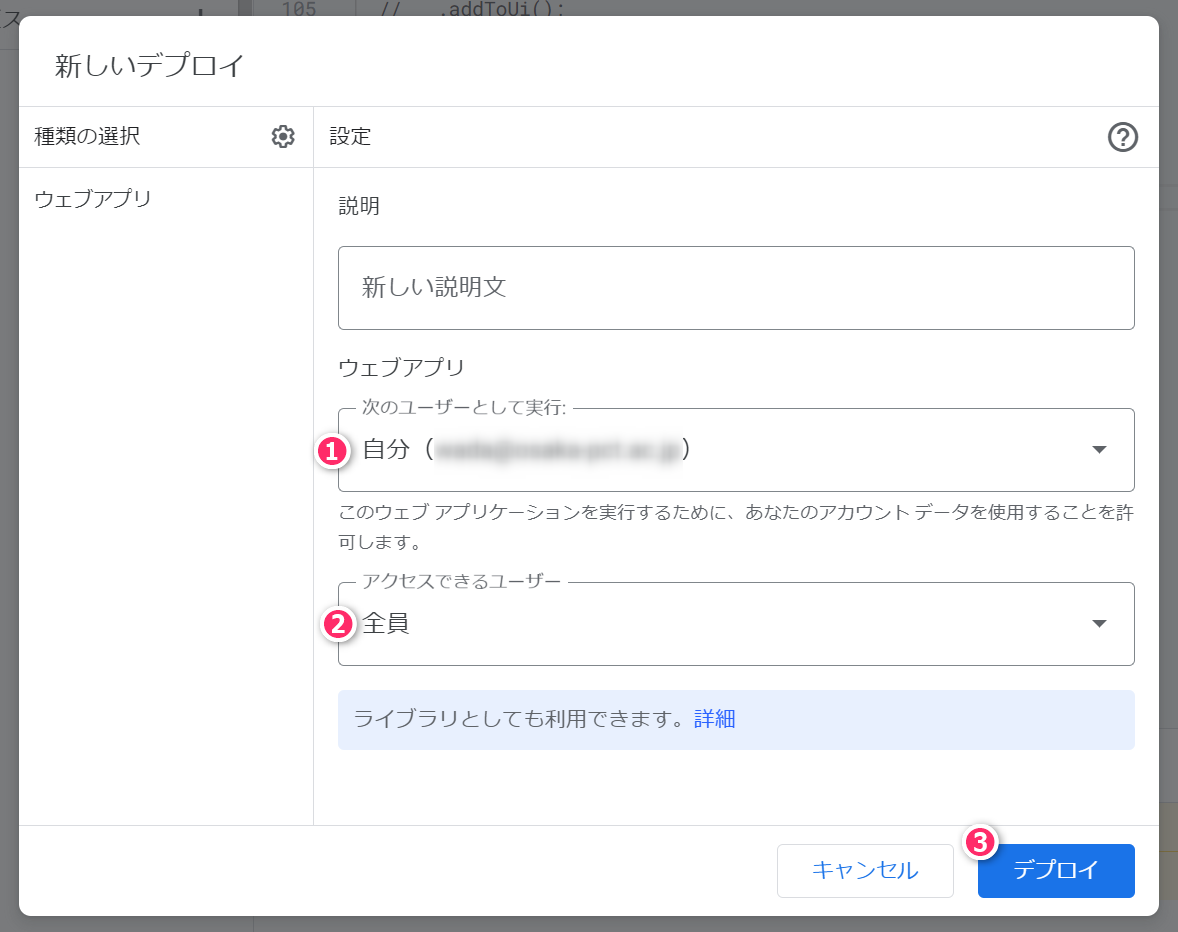 ス
105 // .addToUi();
新しいデプロイ
種類の選択
設定
ウェブアプリ
説明
新しい説明文
ウェブアプリ
次のユーザーとして実行:
1 自分（ ）
このウェブ アプリケーションを実行するために、あなたのアカウント データを使用することを許
可します。
アクセスできるユーザー
2 全員
ライブラリとしても利用できます。詳細
キャンセル
3 デプロイ